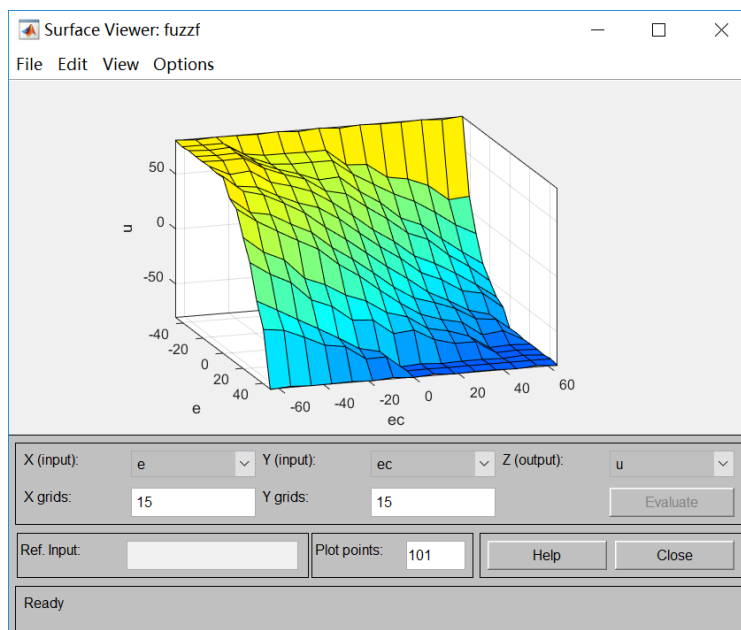 Surface Viewer: fuzzf
File Edit View Options
50
0
-50
u
-40
-20
0
20
40
e
-60
-40
-20
0
20
40
60
ec
X (input):
e
Y (input):
ec
Z (output):
u
X grids:
15
Y grids:
15
Evaluate
Ref. Input:
Plot points:
101
Help
Close
Ready